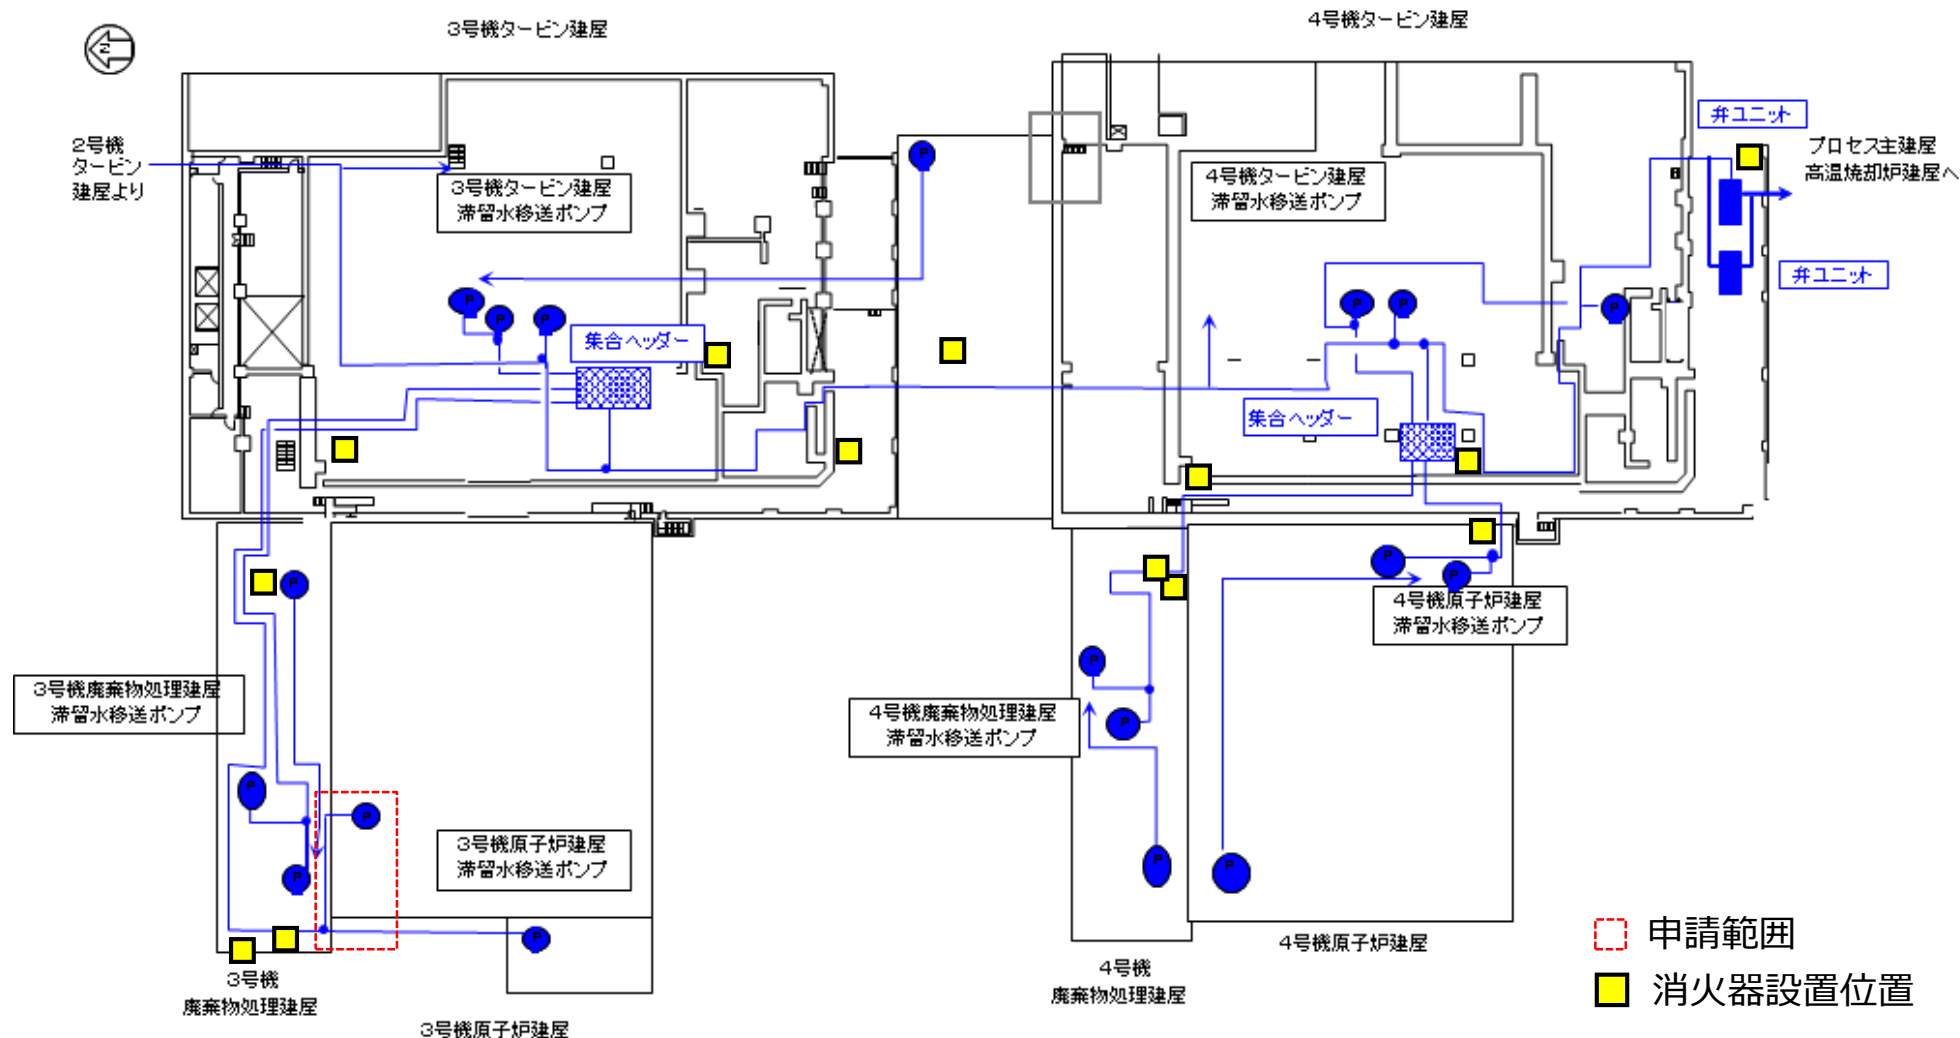 3号機タービン建屋
4号機タービン建屋
N
弁ユニット
2号機
タービン
建屋より
プロセス主建屋
高温焼却炉建屋へ
3号機タービン建屋
滞留水移送ポンプ
4号機タービン建屋
滞留水移送ポンプ
弁ユニット
P
P
P
P
P
P
P
集合ヘッダー
集合ヘッダー
P
P
P
4号機原子炉建屋
滞留水移送ポンプ
P
3号機廃棄物処理建屋
滞留水移送ポンプ
4号機廃棄物処理建屋
滞留水移送ポンプ
P
P
P
3号機原子炉建屋
滞留水移送ポンプ
P
P
P
P
申請範囲
4号機原子炉建屋
3号機
廃棄物処理建屋
4号機
廃棄物処理建屋
消火器設置位置
3号機原子炉建屋